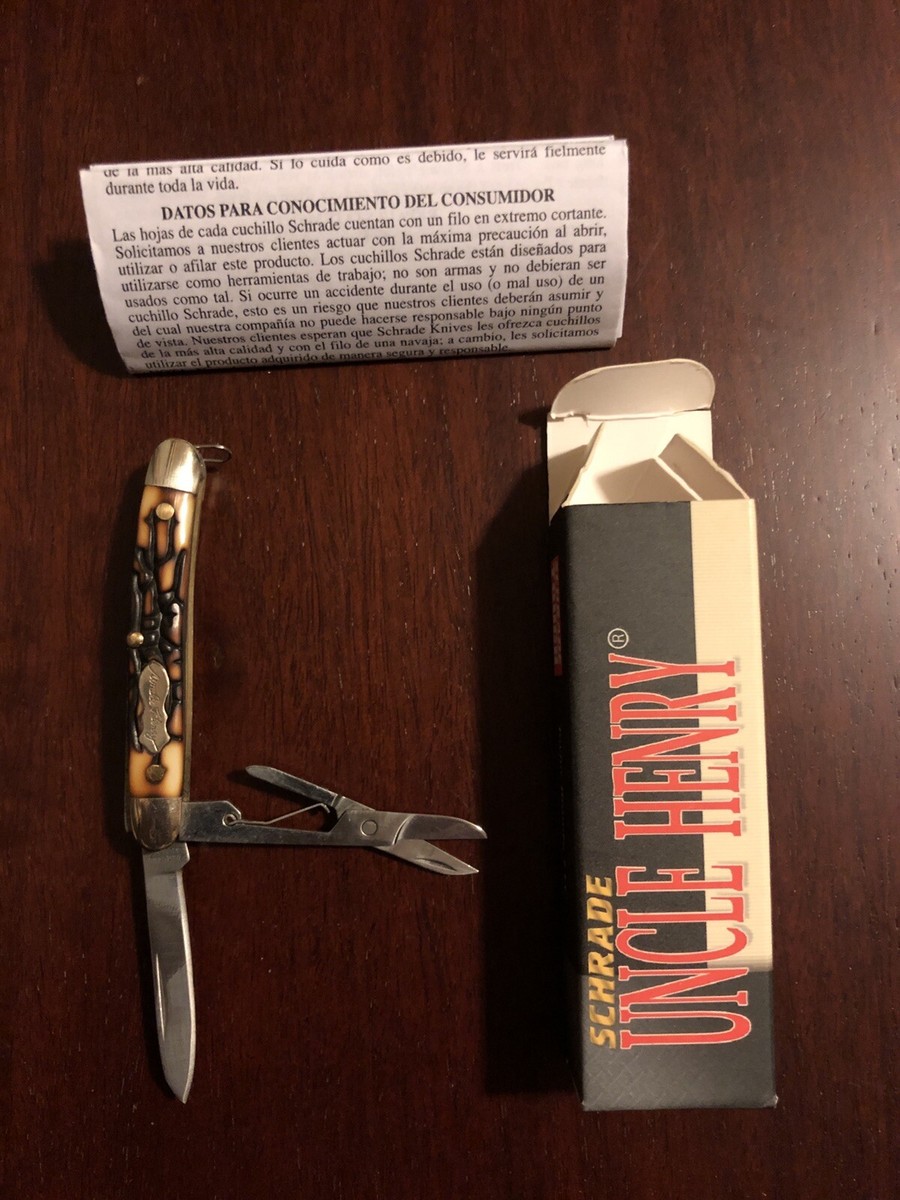 de la más alta calidad. Si lo cuida como es debido, le servirá fielmente
durante toda la vida.
DATOS PARA CONOCIMIENTO DEL CONSUMIDOR
Las hojas de cada cuchillo Schrade cuentan con un filo en extremo cortante.
Solicitamos a nuestros clientes actuar con la máxima precaución al abrir,
utilizar o afilar este producto. Los cuchillos Schrade están diseñados para
utilizarse como herramientas de trabajo; no son armas y no debieran ser
usados como tal. Si ocurre un accidente durante el uso (o mal uso) de un
cuchillo Schrade, esto es un riesgo que nuestros clientes deberán asumir y
del cual nuestra compañía no puede hacerse responsable bajo ningún punto
de vista. Nuestros clientes esperan que Schrade Knives les ofrezca cuchillos
de la más alta calidad y con el filo de una navaja; a cambio, les solicitamos
utilizar el producto adquirido de manera segura y responsable.
Uncle Henry
SCHRADE
UNCLE HENRY®